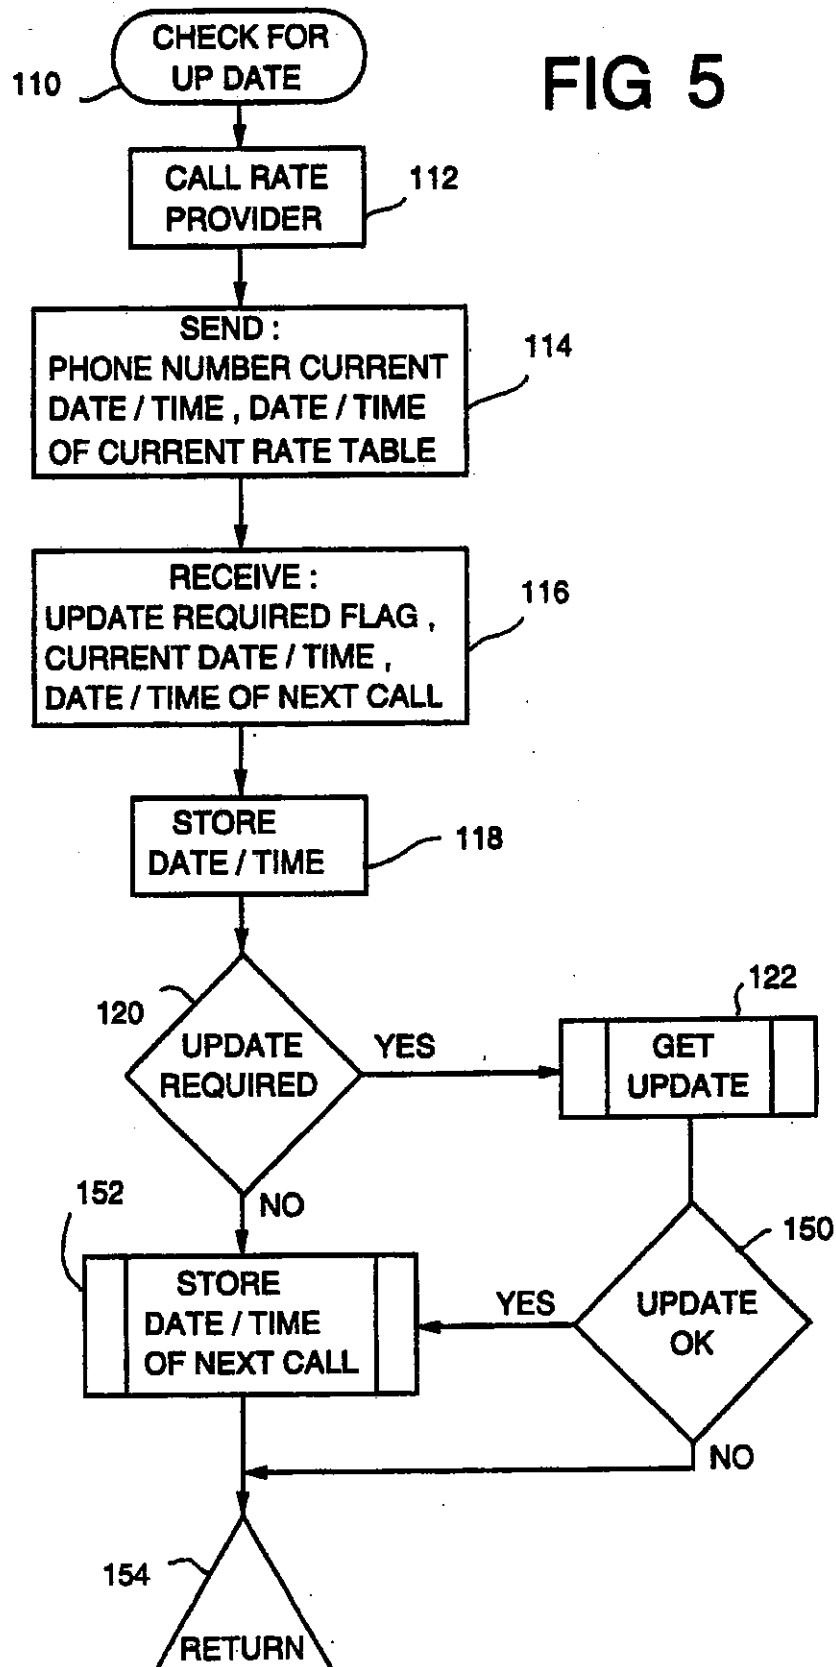 CHECK FOR
UP DATE
110
FIG 5
CALL RATE
PROVIDER
112
SEND :
PHONE NUMBER CURRENT
DATE / TIME , DATE / TIME
OF CURRENT RATE TABLE
114
RECEIVE :
UPDATE REQUIRED FLAG ,
CURRENT DATE / TIME ,
DATE / TIME OF NEXT CALL
116
STORE
DATE / TIME
118
120
UPDATE
REQUIRED
YES
122
GET
UPDATE
NO
152
STORE
DATE / TIME
OF NEXT CALL
YES
150
UPDATE
OK
NO
154
RETURN